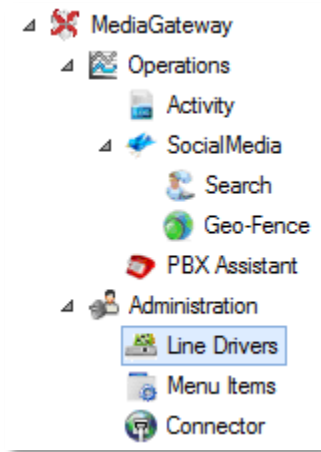 MediaGateway
Operations
Activity
SocialMedia
Search
Geo-Fence
PBX Assistant
Administration
Line Drivers
Menu Items
Connector